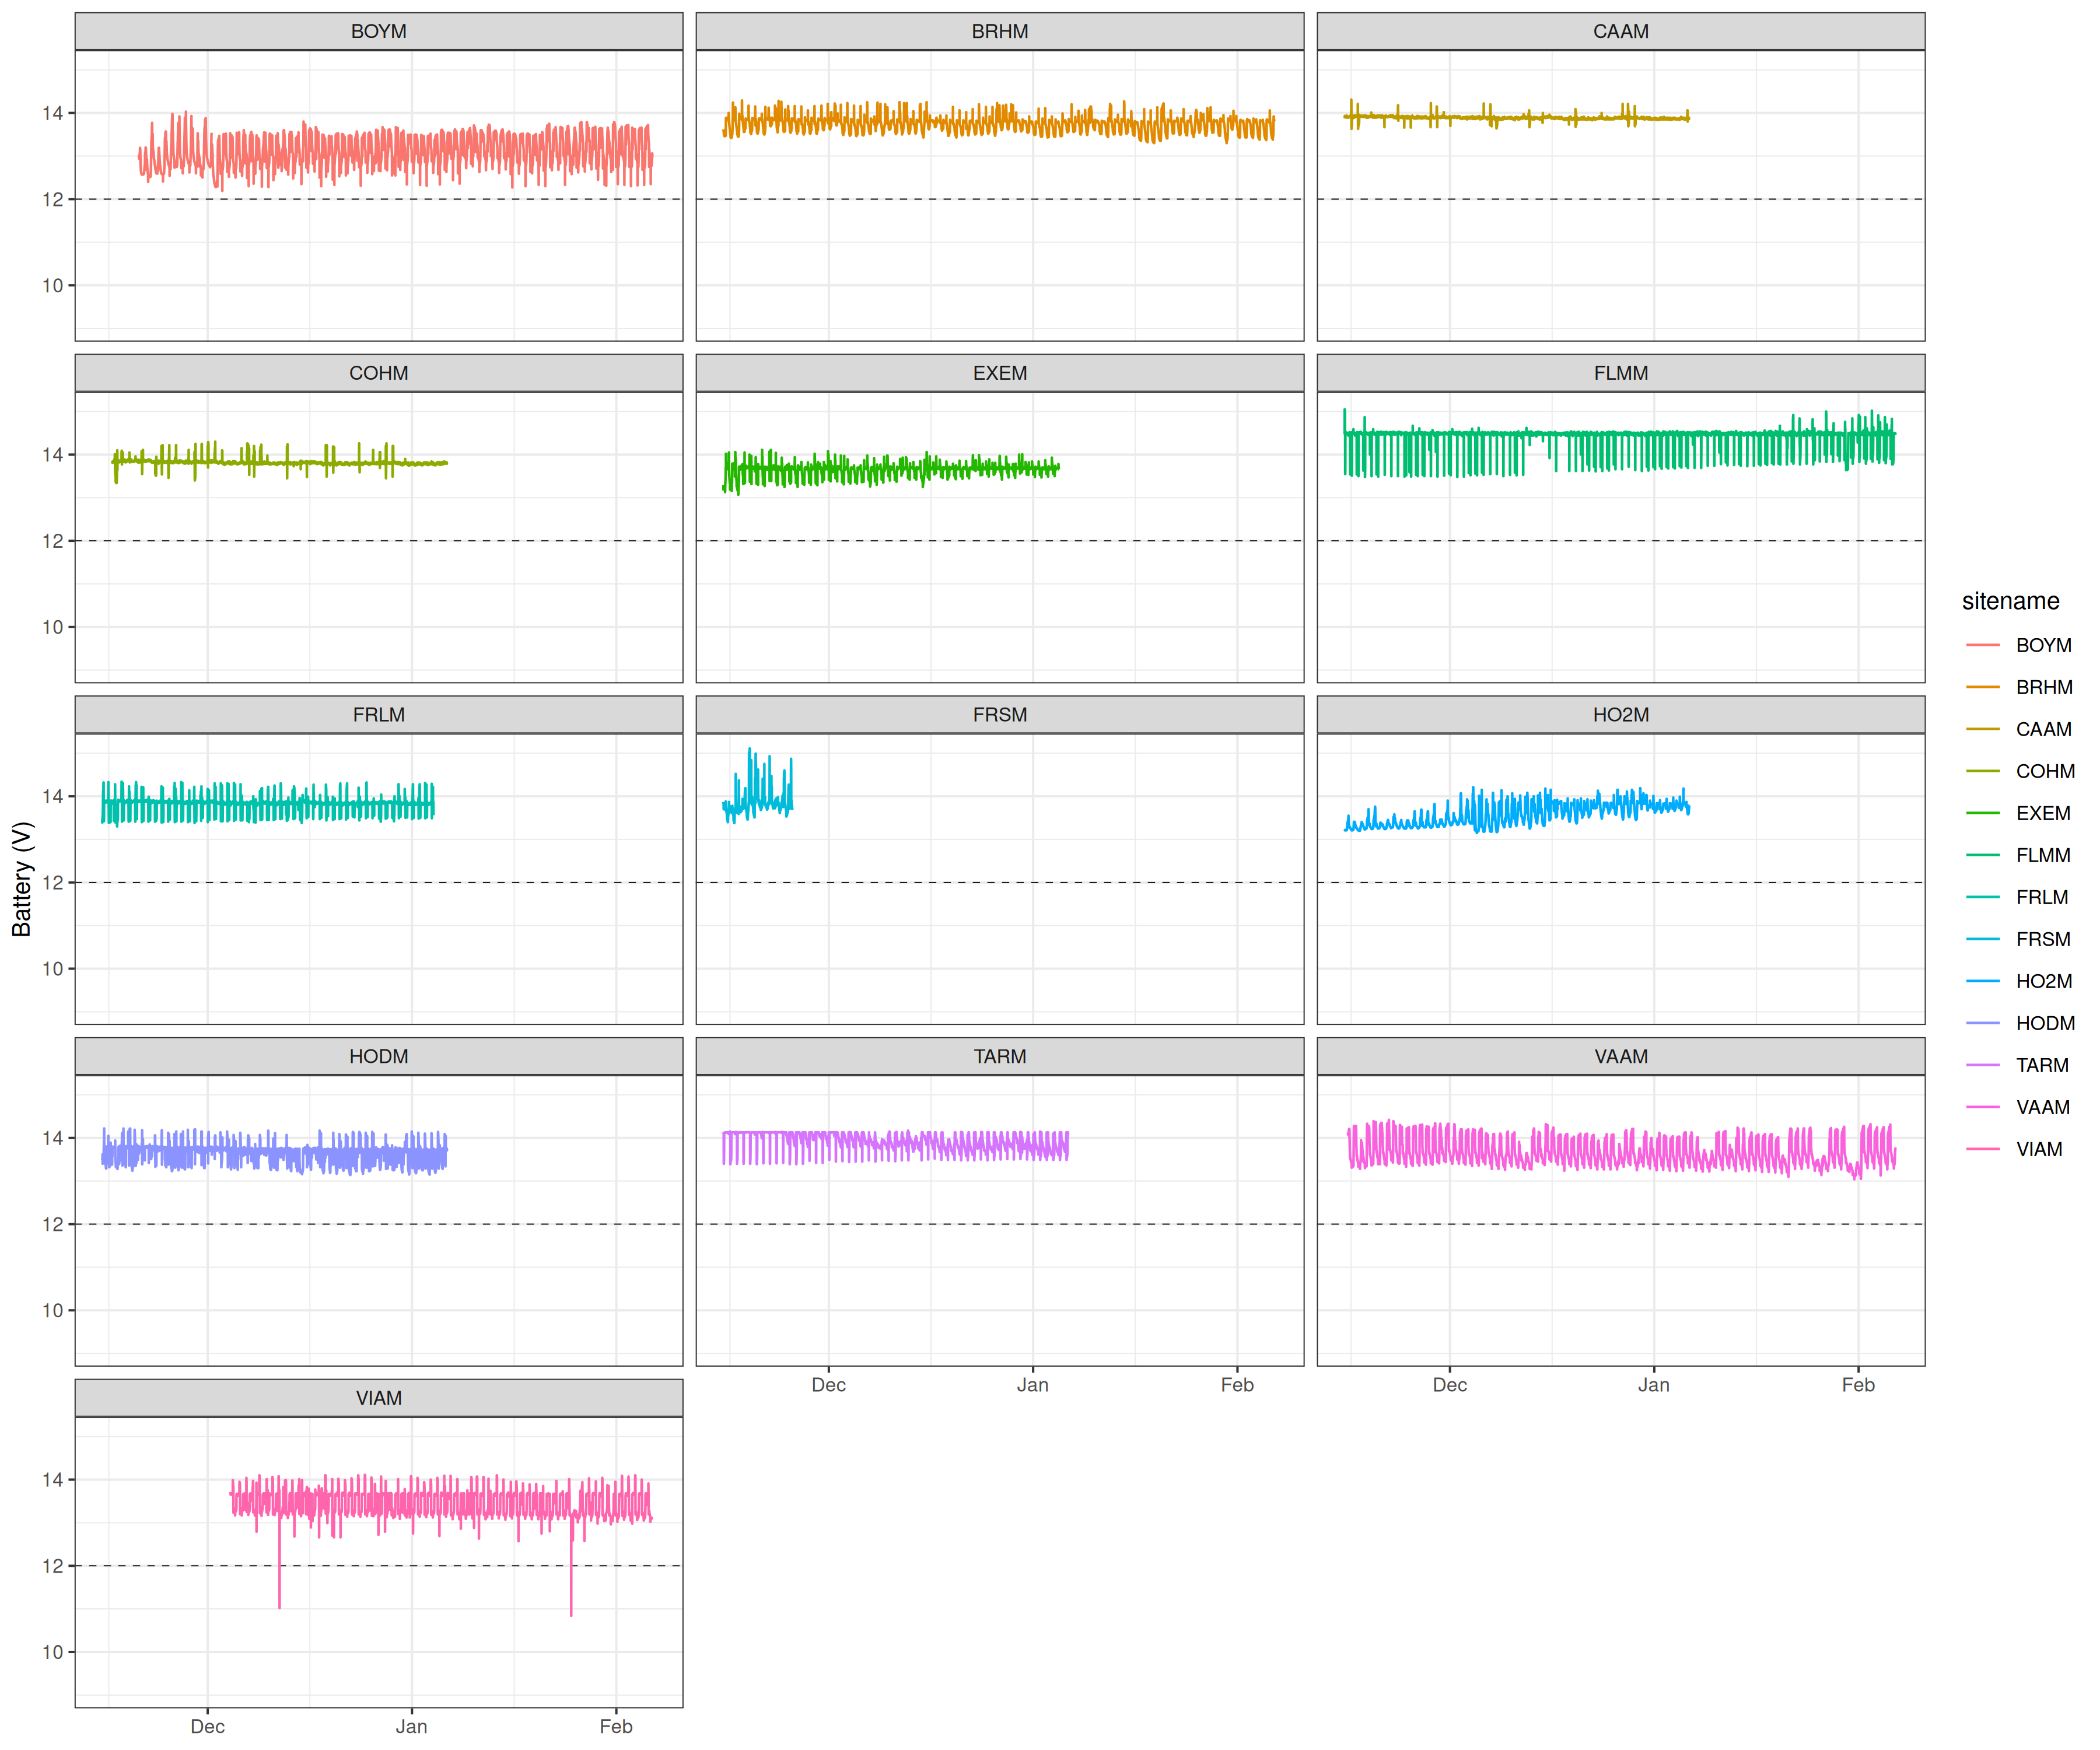 BOYM
BRHM
CAAM
14
12
10
COHM
EXEM
FLMM
14
12
10
FRLM
FRSM
HO2M
14
12
10
HODM
TARM
VAAM
14
12
10
Dec Jan Feb
Dec Jan Feb
VIAM
14
12
10
Dec Jan Feb
Battery (V)
sitename
BOYM
BRHM
CAAM
COHM
EXEM
FLMM
FRLM
FRSM
HO2M
HODM
TARM
VAAM
VIAM